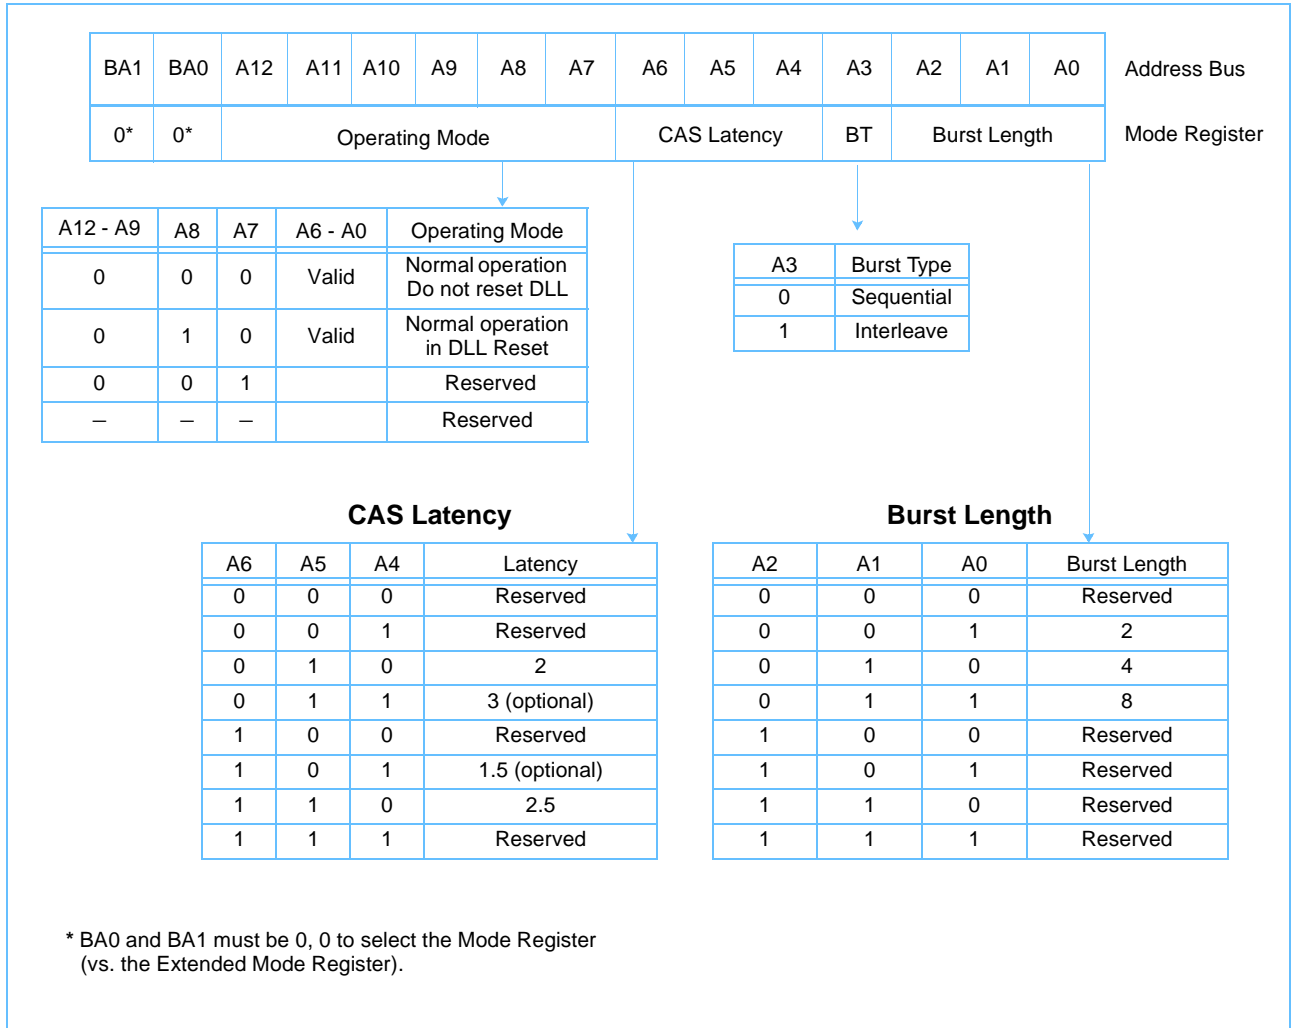 BA1 BA0 A12 A11 A10 A9 A8 A7 A6 A5 A4 A3 A2 A1 A0 Address Bus
0* 0* Operating Mode CAS Latency BT Burst Length Mode Register
A12 - A9 A8 A7 A6 - A0 Operating Mode
0 0 0 Valid Normal operation
Do not reset DLL
0 1 0 Valid Normal operation
in DLL Reset
0 0 1 Reserved
– – – Reserved
A3 Burst Type
0 Sequential
1 Interleave
CAS Latency
A6 A5 A4 Latency
0 0 0 Reserved
0 0 1 Reserved
0 1 0 2
0 1 1 3 (optional)
1 0 0 Reserved
1 0 1 1.5 (optional)
1 1 0 2.5
1 1 1 Reserved
Burst Length
A2 A1 A0 Burst Length
0 0 0 Reserved
0 0 1 2
0 1 0 4
0 1 1 8
1 0 0 Reserved
1 0 1 Reserved
1 1 0 Reserved
1 1 1 Reserved
* BA0 and BA1 must be 0, 0 to select the Mode Register
(vs. the Extended Mode Register).